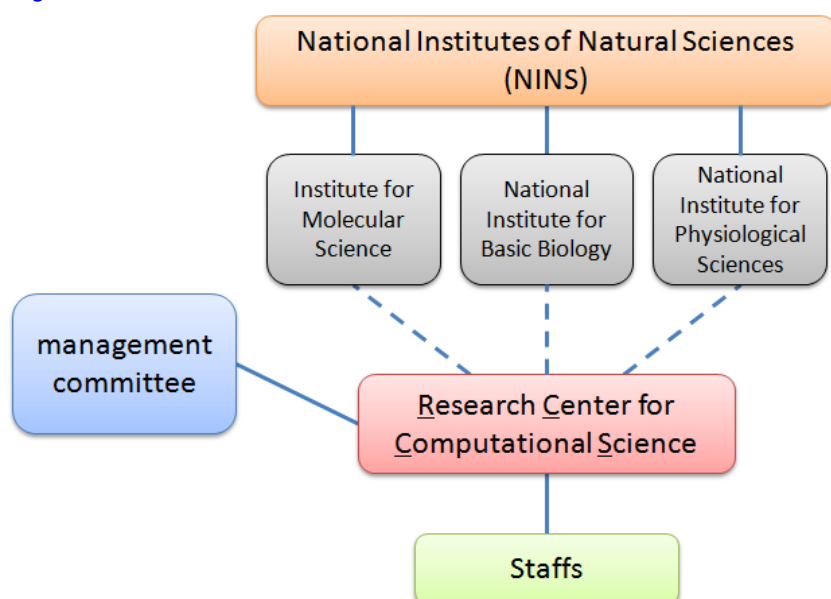 National Institutes of Natural Sciences
(NINS)
Institute for
Molecular
Science
National
Institute for
Basic Biology
National
Institute for
Physiological
Sciences
management
committee
Research Center for
Computational Science
Staffs